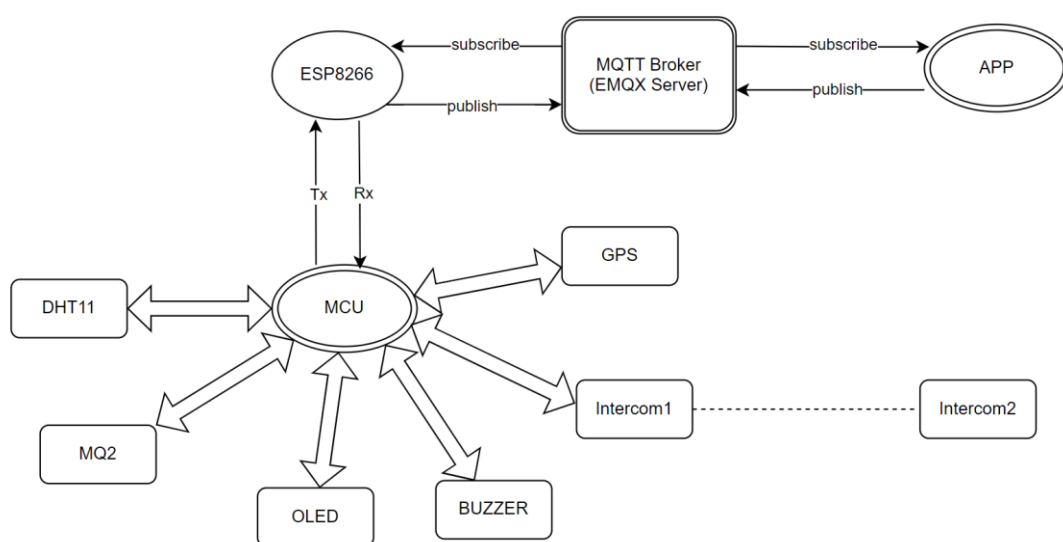 subscribe
subscribe
ESP8266
MQTT Broker
(EMQX Server)
APP
publish
publish
Tx
Rx
GPS
DHT11
MCU
Intercom1
Intercom2
MQ2
OLED
BUZZER